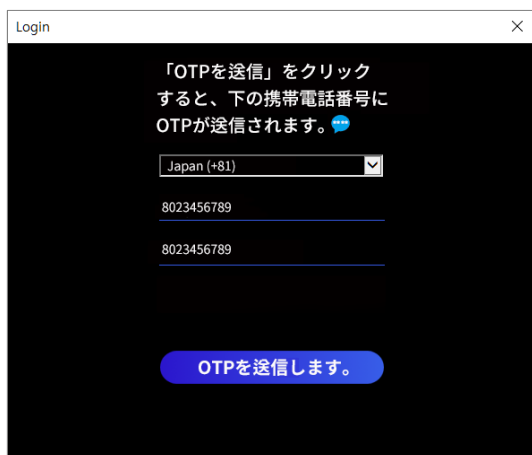 Login
「OTPを送信」をクリック
すると、下の携帯電話番号に
OTPが送信されます。💬
Japan (+81)
8023456789
8023456789
OTPを送信します。